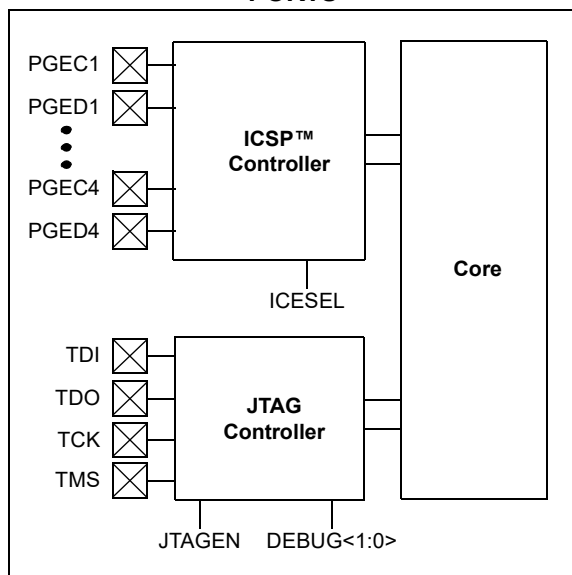 PGEC1
PGED1
ICSP™
Controller
PGEC4
PGED4
Core
ICESEL
TDI
TDO
JTAG
Controller
TCK
TMS
JTAGEN DEBUG<1:0>